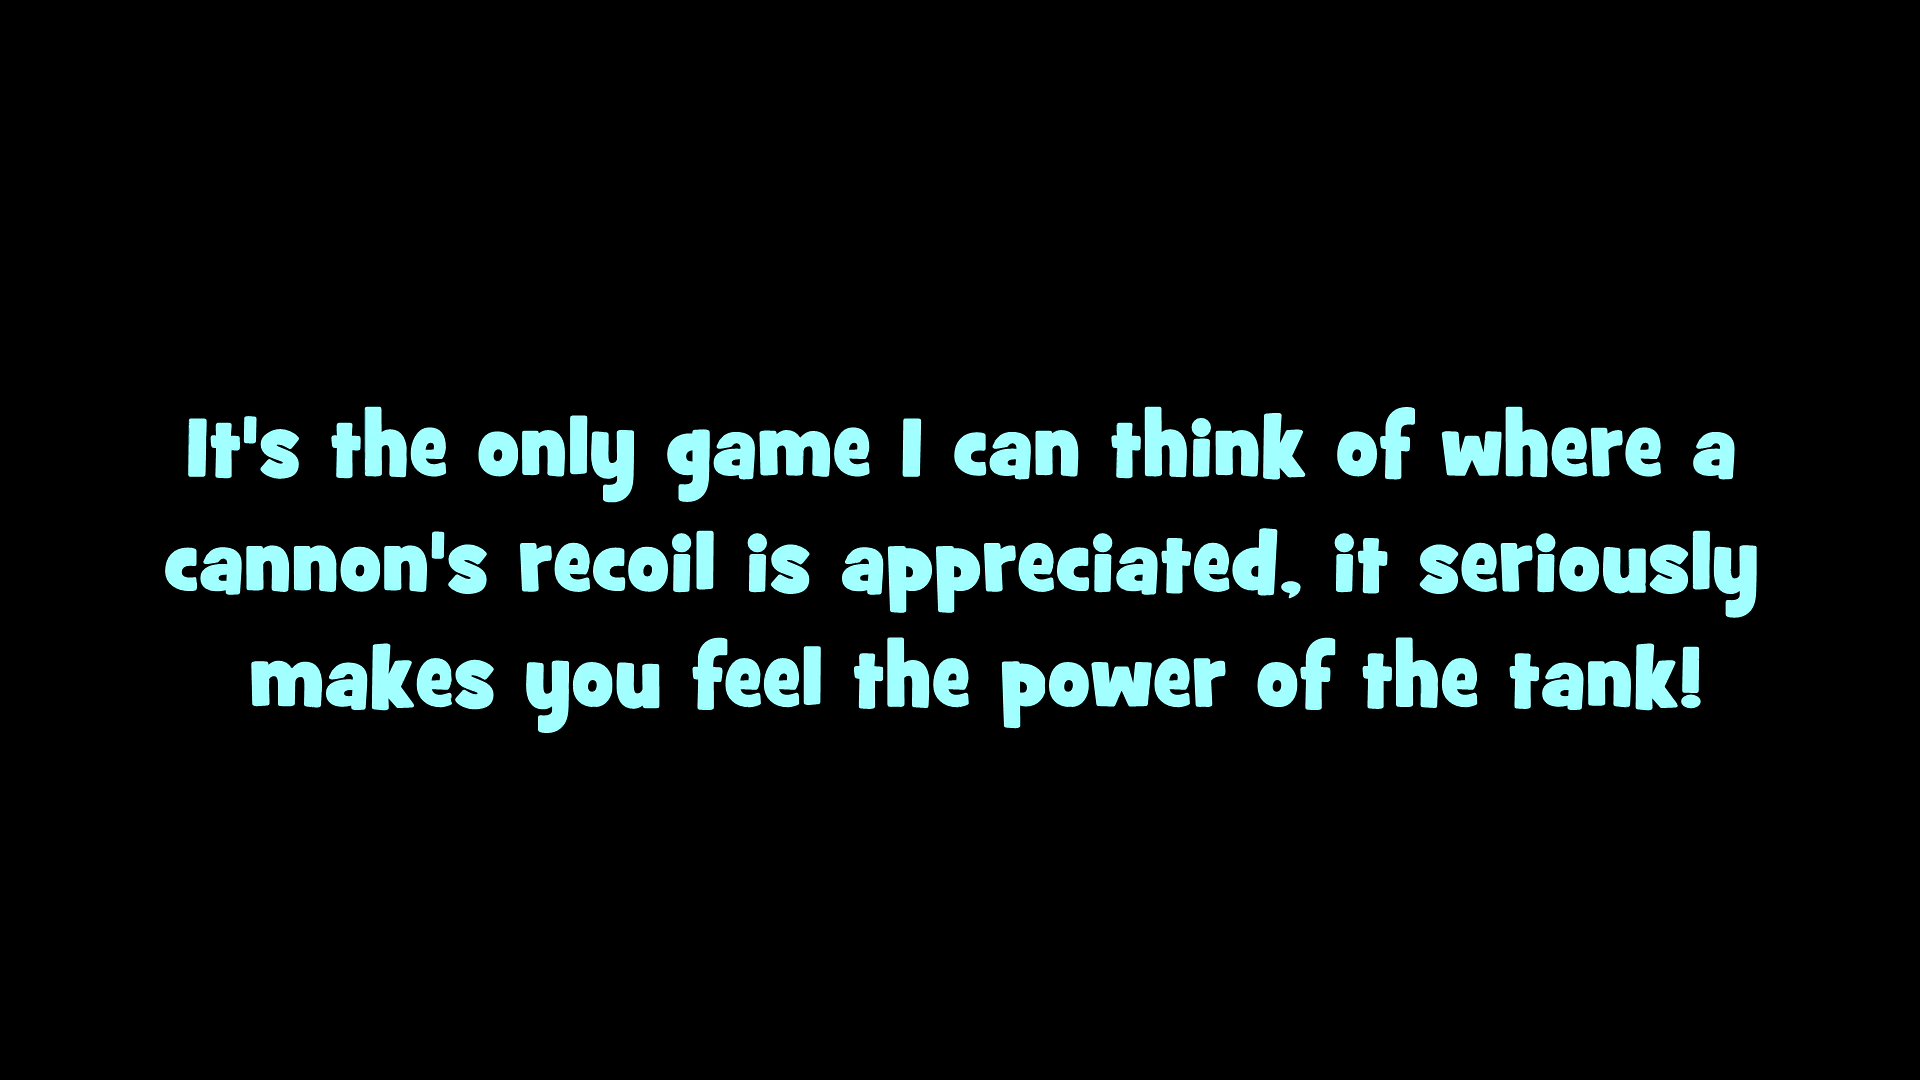 It's the only game I can think of where a
cannon's recoil is appreciated, it seriously
makes you feel the power of the tank!